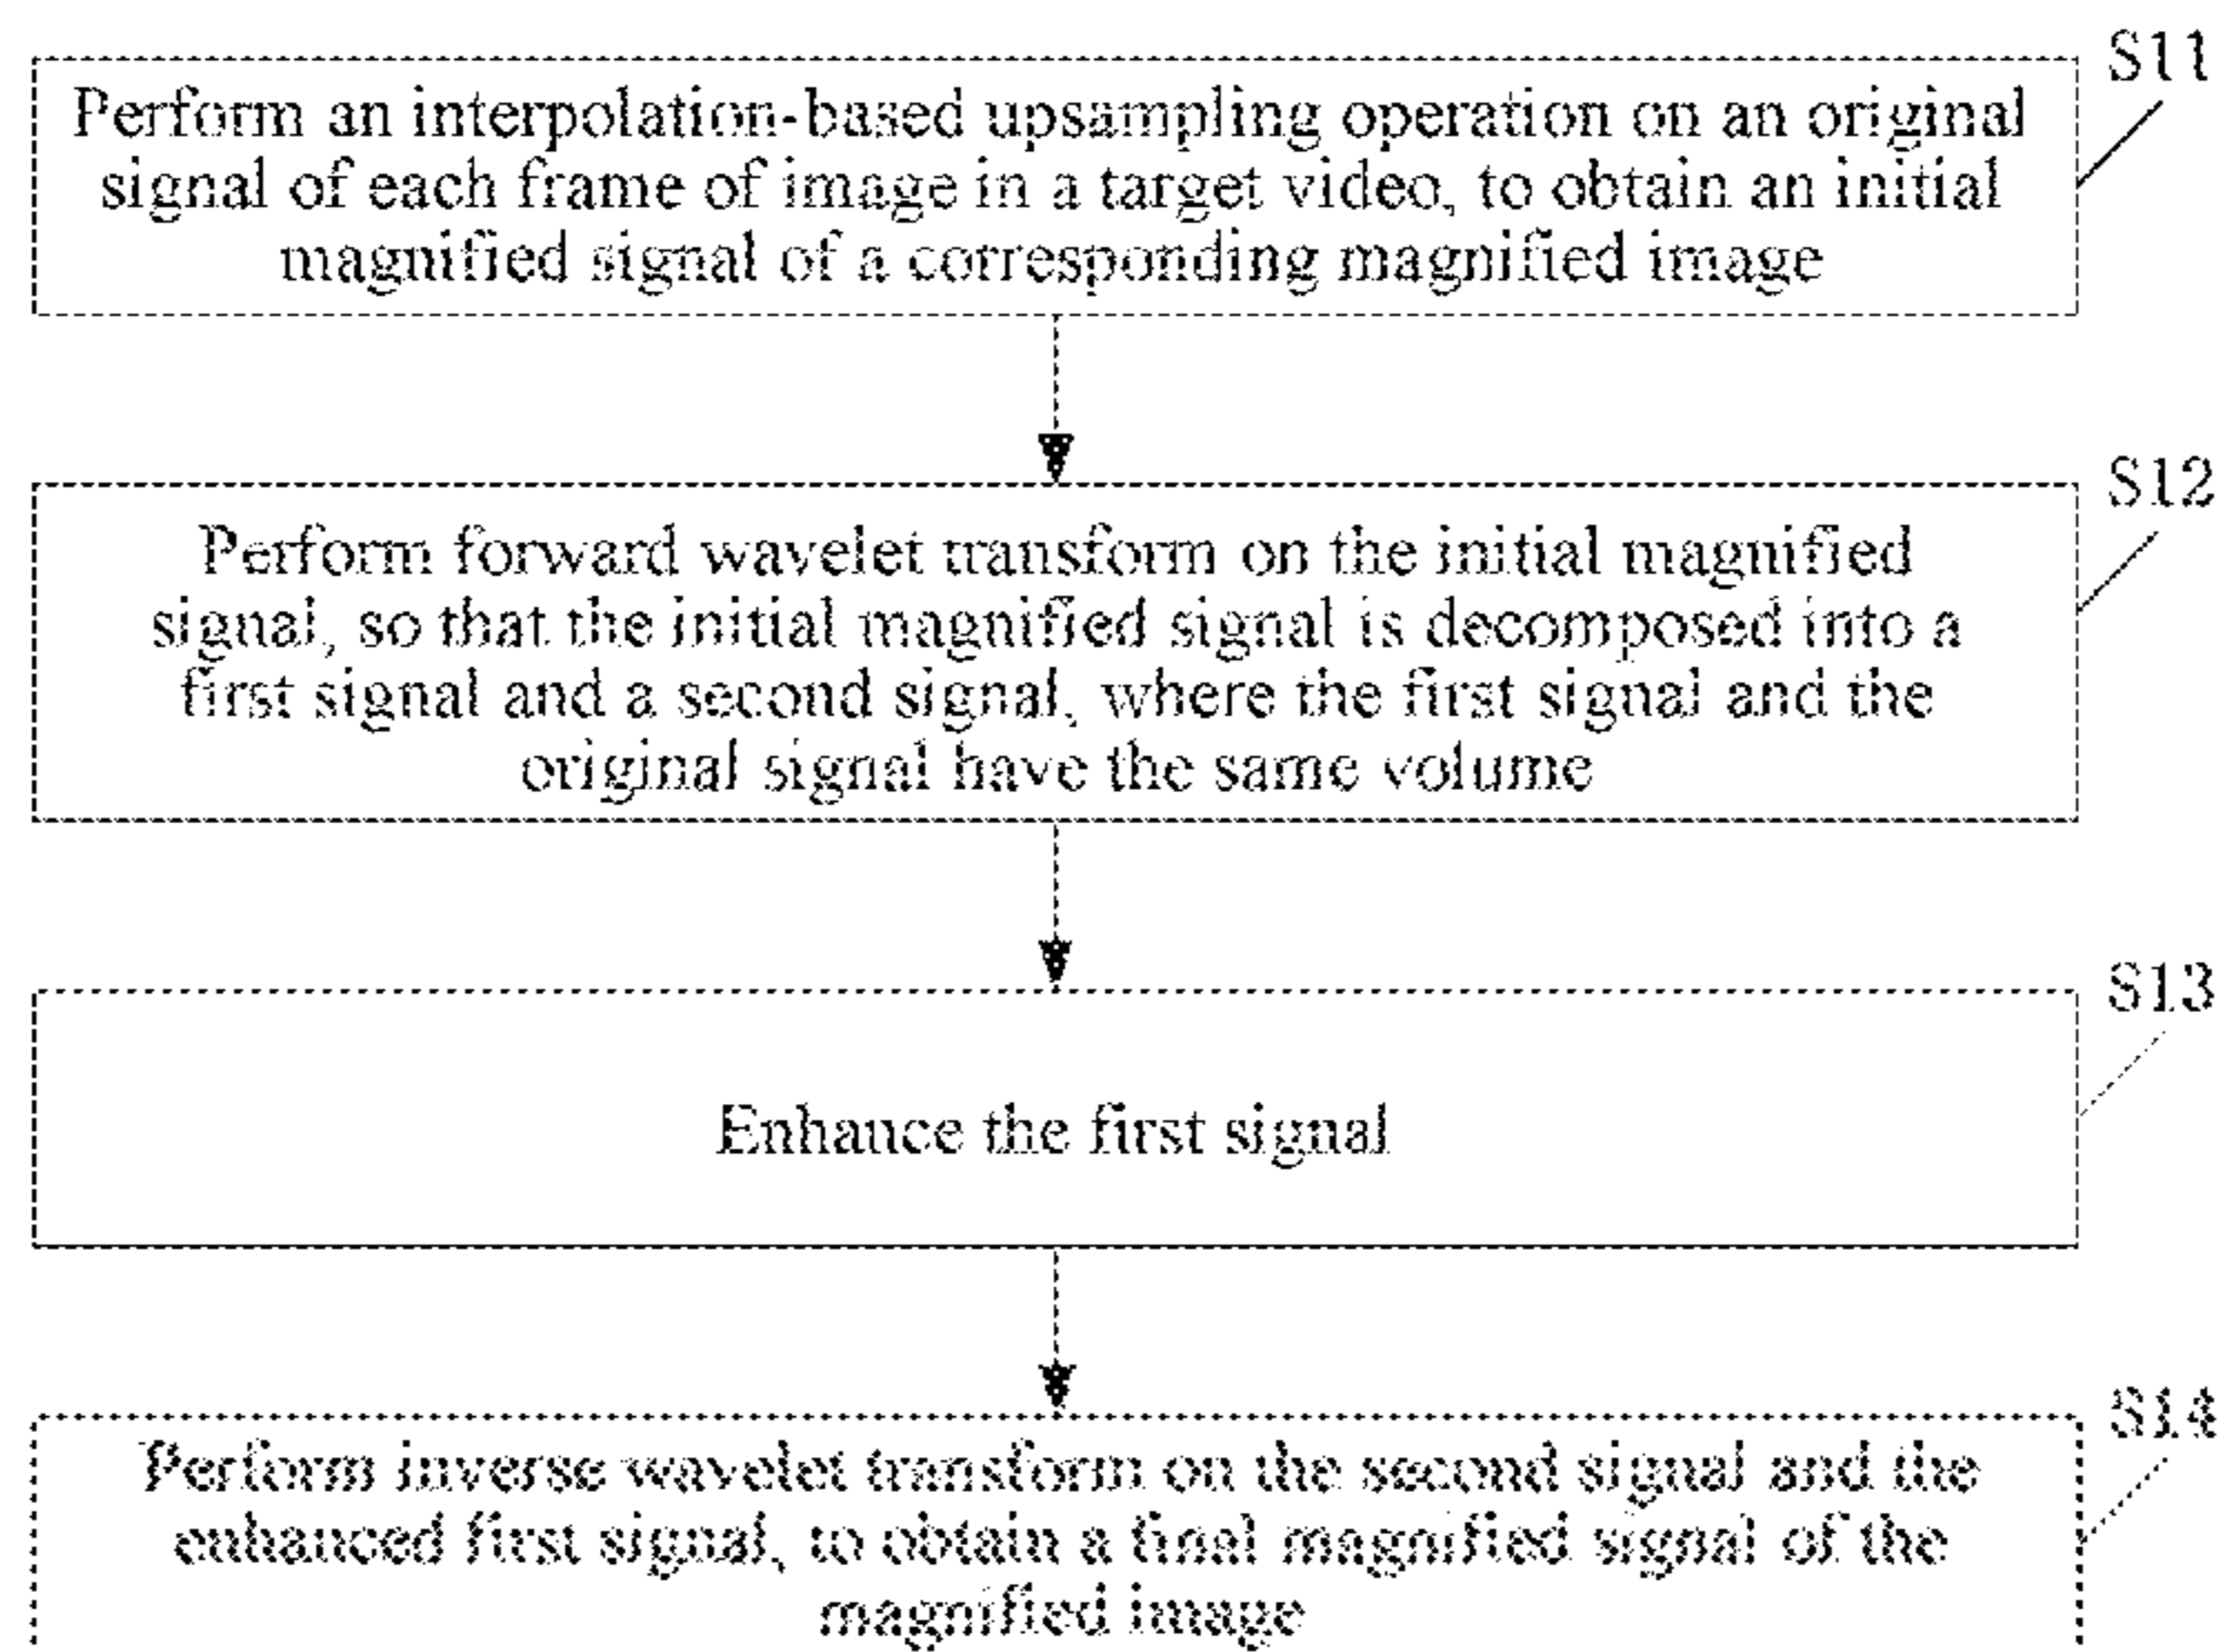 S11
Perform an interpolation-based upsampling operation on an original
signal of each frame of image in a target video, to obtain an initial
magnified signal of a corresponding magnified image
S12
Perform forward wavelet transform on the initial magnified
signal, so that the initial magnified signal is decomposed into a
first signal and a second signal, where the first signal and the
original signal have the same volume
S13
Enhance the first signal
S14
Perform inverse wavelet transform on the second signal and the
enhanced first signal, to obtain a final magnified signal of the
magnified image